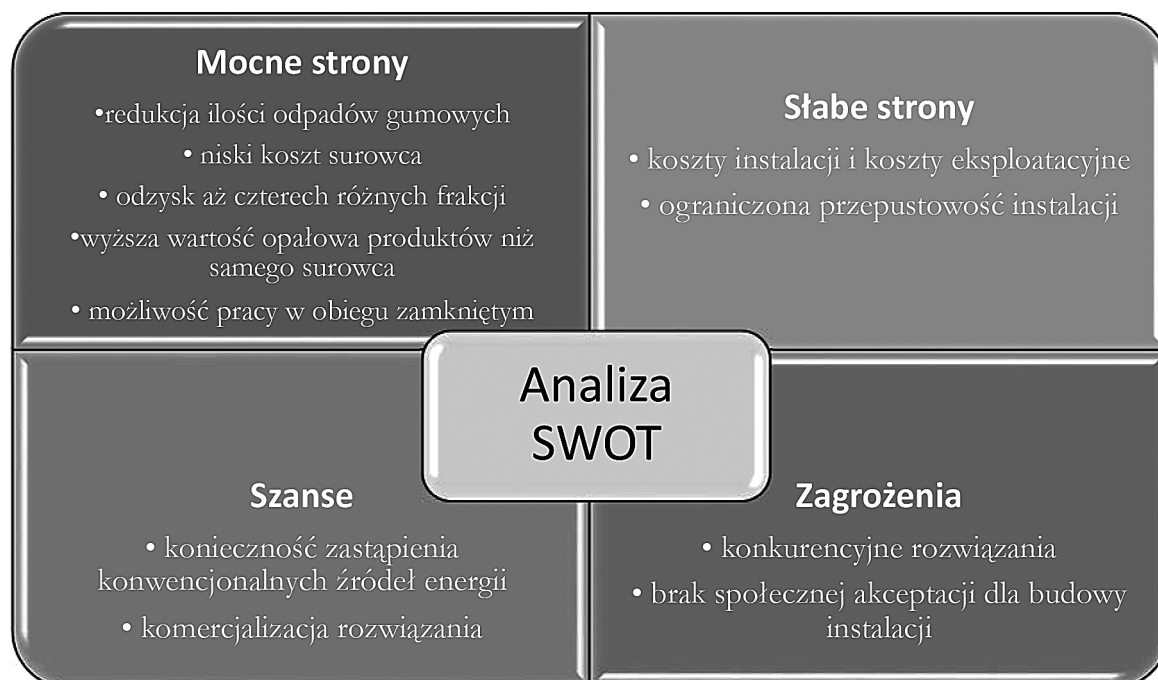 Mocne strony
•redukcja ilości odpadów gumowych
• niski koszt surowca
• odzysk aż czterech różnych frakcji
•wyższa wartość opałowa produktów niż
samego surowca
• możliwość pracy w obiegu zamkniętym
Słabe strony
• koszty instalacji i koszty eksploatacyjne
• ograniczona przepustowość instalacji
Analiza
SWOT
Szanse
• konieczność zastąpienia
konwencjonalnych źródeł energii
• komercjalizacja rozwiązania
Zagrożenia
• konkurencyjne rozwiązania
• brak społecznej akceptacji dla budowy
instalacji